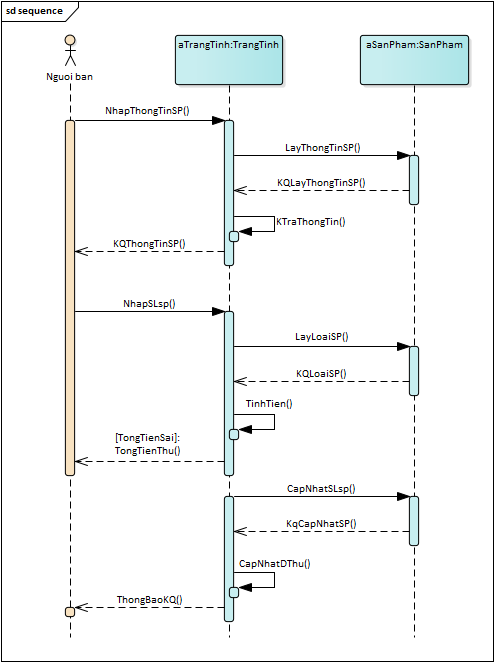 sd sequence
aTrangTinh:TrangTinh
aSanPham:SanPham
Nguoi ban
NhapThongTinSP()
LayThongTinSP()
KQLayThongTinSP()
KTraThongTin()
KQThongTinSP()
NhapSLsp()
LayLoaiSP()
KQLoaiSP()
TinhTien()
[TongTienSai]:
TongTienThu()
CapNhatSLsp()
KqCapNhatSP()
CapNhatDThu()
ThongBaoKQ()